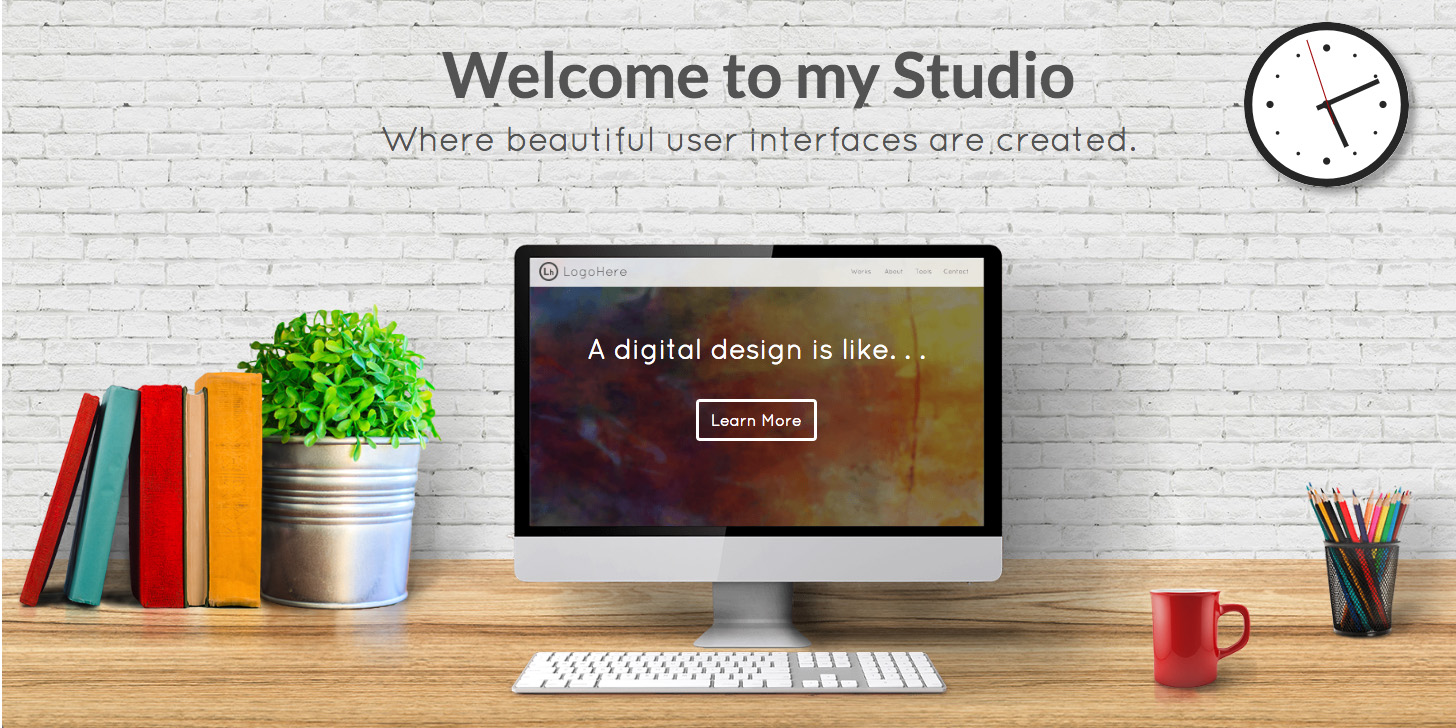 Welcome to my Studio
Where beautiful user interfaces are created.
Lh LogoHere Works About Tools Contact
A digital design is like. . .
Learn More